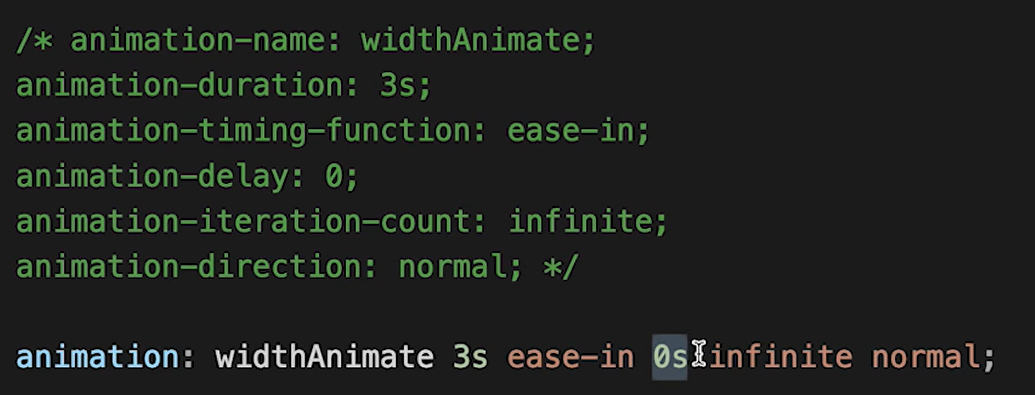 /* animation-name: widthAnimate;
animation-duration: 3s;
animation-timing-function: ease-in;
animation-delay: 0;
animation-iteration-count: infinite;
animation-direction: normal; */
animation: widthAnimate 3s ease-in 0s infinite normal;